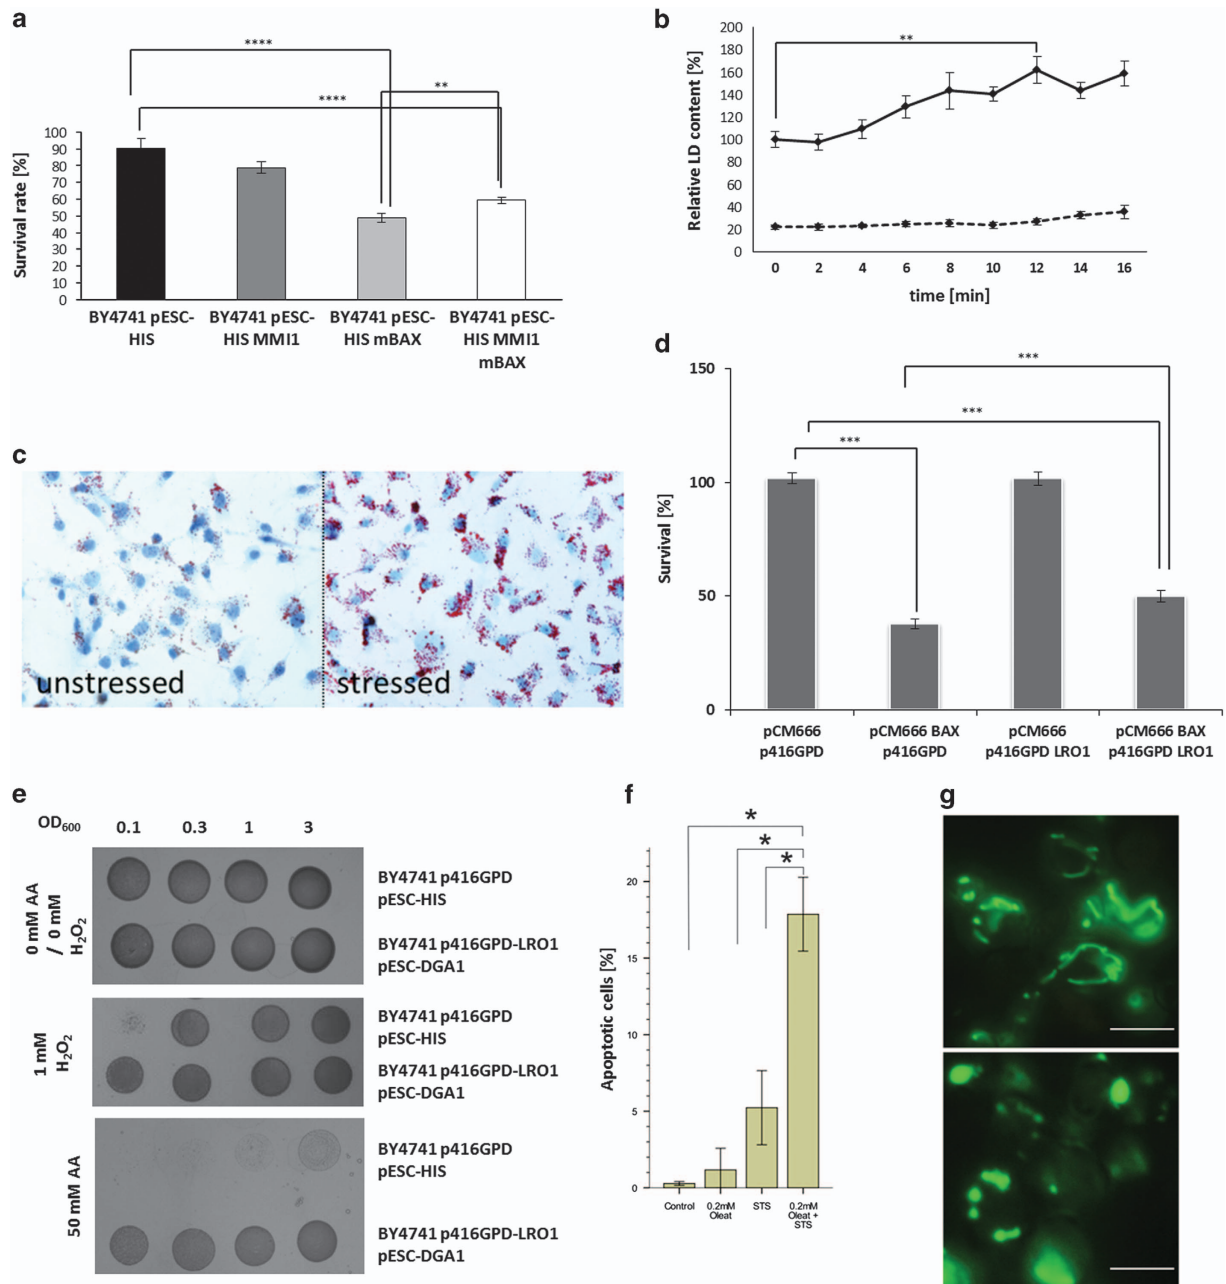 a
****
**
****
Survival rate [%]
100
90
80
70
60
50
40
30
20
10
0
BY4741 pESC-
HIS
BY4741 pESC-
HIS MMI1
BY4741 pESC-
HIS mBAX
BY4741 pESC-
HIS MMI1
mBAX
b
**
Relative LD content [%]
200
180
160
140
120
100
80
60
40
20
0
0 2 4 6 8 10 12 14 16
time [min]
c
unstressed
stressed
d
***
***
***
Survival [%]
150
100
50
0
pCM666
p416GPD
pCM666 BAX
p416GPD
pCM666
p416GPD LRO1
pCM666 BAX
p416GPD LRO1
e
OD600 0.1 0.3 1 3
0 mM AA
/ 0 mM
H2O2
BY4741 p416GPD
pESC-HIS
BY4741 p416GPD-LRO1
pESC-DGA1
1 mM
H2O2
BY4741 p416GPD
pESC-HIS
BY4741 p416GPD-LRO1
pESC-DGA1
50 mM AA
BY4741 p416GPD
pESC-HIS
BY4741 p416GPD-LRO1
pESC-DGA1
f
*
*
*
Apoptotic cells [%]
20
15
10
5
0
Control
0.2mM
Oleat
STS
0.2mM
Oleat +
STS
g